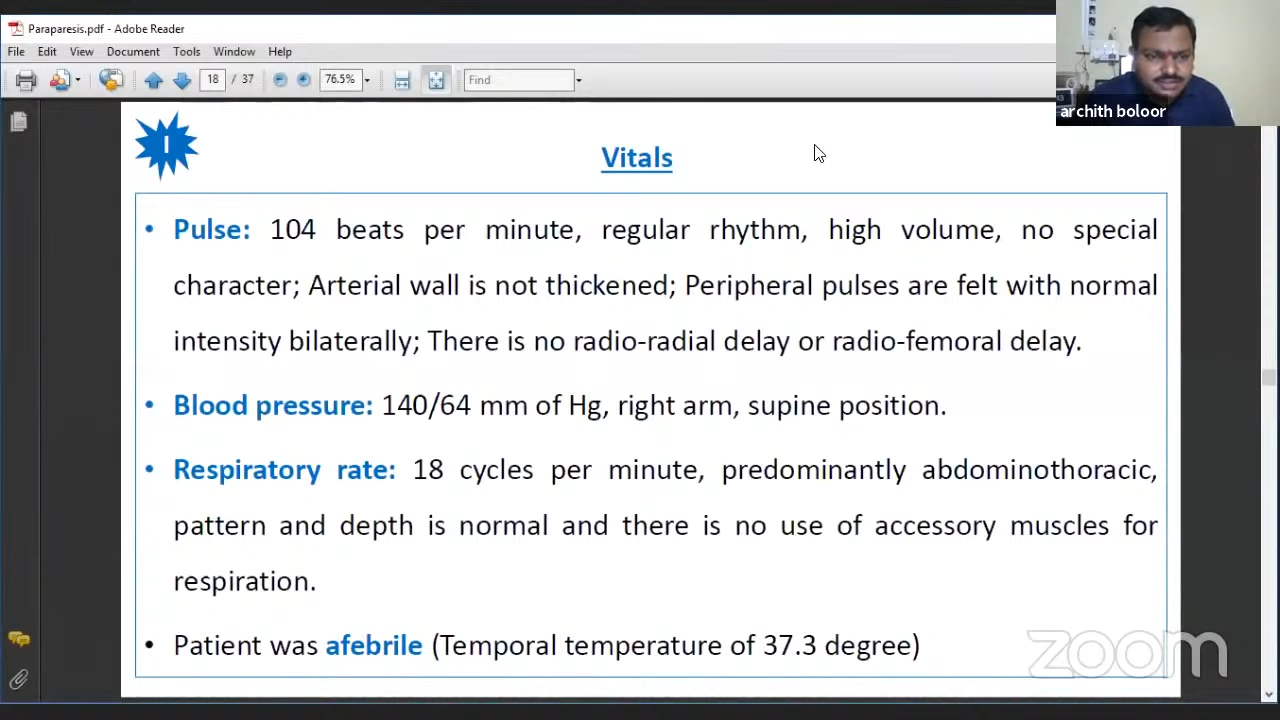 Paraparesis.pdf - Adobe Reader
File Edit View Document Tools Window Help
18 / 37 76.5% Find
archith boloor
I
Vitals
• Pulse: 104 beats per minute, regular rhythm, high volume, no special
character; Arterial wall is not thickened; Peripheral pulses are felt with normal
intensity bilaterally; There is no radio-radial delay or radio-femoral delay.
• Blood pressure: 140/64 mm of Hg, right arm, supine position.
• Respiratory rate: 18 cycles per minute, predominantly abdominothoracic,
pattern and depth is normal and there is no use of accessory muscles for
respiration.
• Patient was afebrile (Temporal temperature of 37.3 degree)
zoom